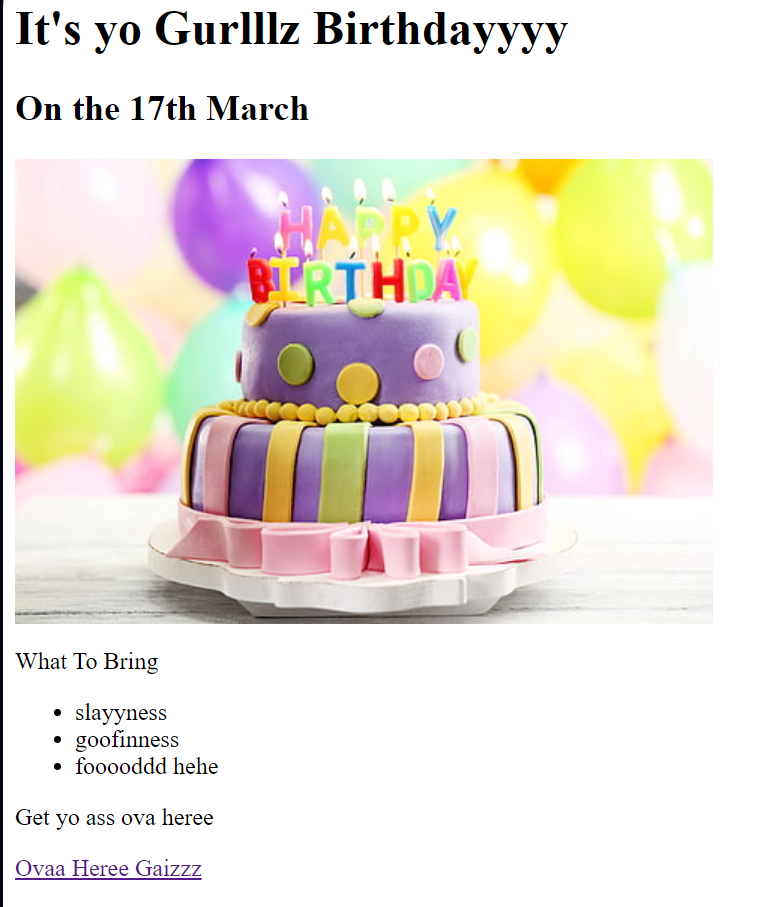 It's yo Gurlllz Birthdayyyy
On the 17th March
HAPPY
BIRTHDAY
What To Bring
slayyness
goofinness
fooooddd hehe
Get yo ass ova heree
Ovaa Heree Gaizzz